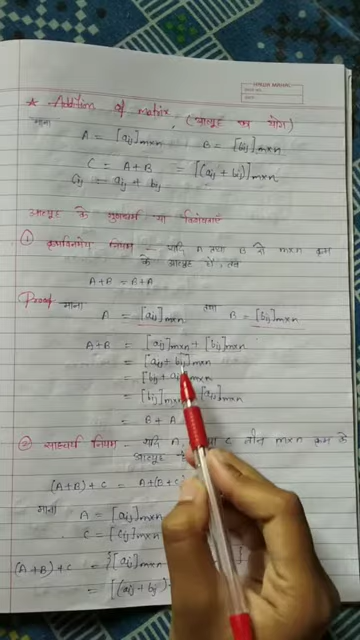 * Addition of matrix, (आव्यूह का योग)
माना A = [aij]m×n B = [bij]m×n
C = A+B = [(aij + bij)]m×n
Cij = aij + bij
आव्यूह के गुणधर्म या विशेषताएँ
① क्रमविनिमेय नियम - यदि A तथा B दो m×n क्रम
के आव्यूह हैं, तब
A+B = B+A
Proof माना तथा
A = [aij]m×n B = [bij]m×n
A+B = [aij]m×n + [bij]m×n
= [aij + bij]m×n
= [bij + aij]m×n
= [bij]m×n [aij]m×n
= B + A
② साहचर्य नियम - यदि A, C तीन m×n क्रम के
आव्यूह
(A+B)+C = A+(B+C
माना A = [aij]m×n
C = [cij]m×n
(A+B)+C = {[aij]m×n
= [(aij + bij)